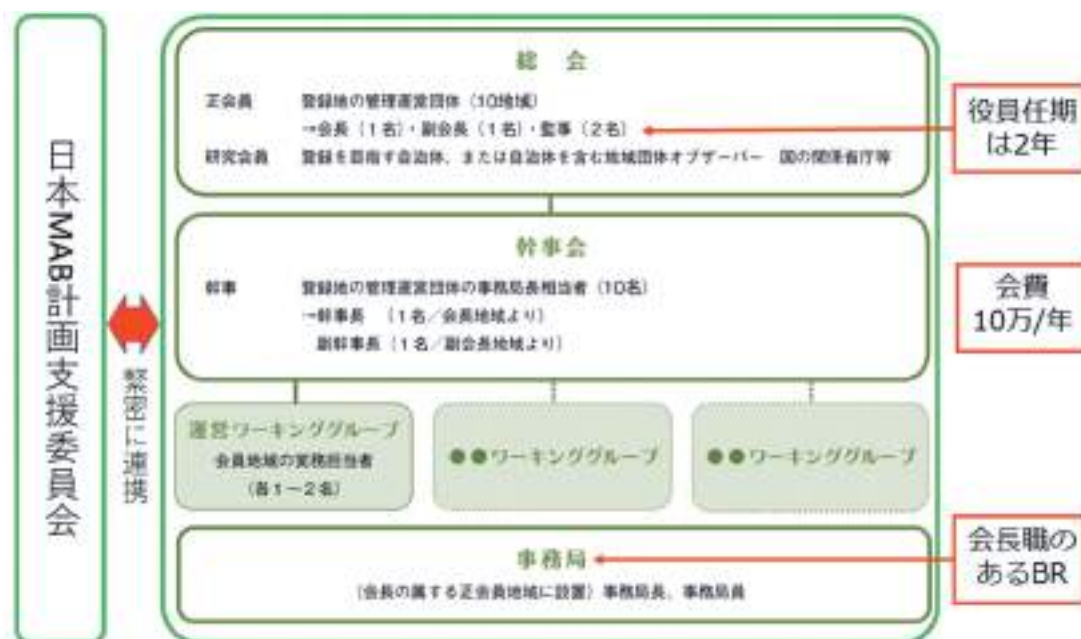 日本MAB計画支援委員会
緊密に連携
総　会
正会員　登録地の管理運営団体（10地域）
→会長（1名）・副会長（1名）・監事（2名）
研究会員　登録を目指す自治体、または自治体を含む地域団体オブザーバー　国の関係省庁等
役員任期
は2年
幹事会
幹事　登録地の管理運営団体の事務局長相当者（10名）
→幹事長　（1名／会長地域より）
副幹事長（1名／副会長地域より）
会費
10万/年
運営ワーキンググループ
会員地域の実務担当者
（各1〜2名）
●●ワーキンググループ
●●ワーキンググループ
事務局
（会長の属する正会員地域に設置）事務局長、事務局員
会長職の
あるBR